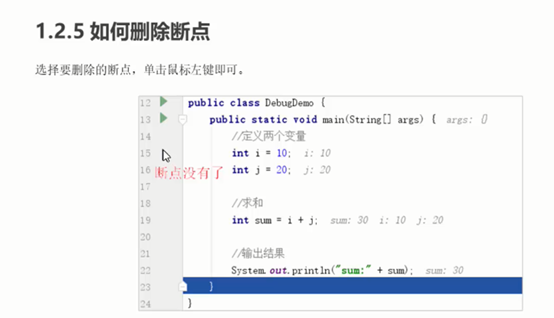 1.2.5 如何删除断点
选择要删除的断点，单击鼠标左键即可。
12 public class DebugDemo {
13 public static void main(String[] args) { args: {}
14 //定义两个变量
15 int i = 10; i: 10
16 int j = 20; j: 20
断点没有了
17
18 //求和
19 int sum = i + j; sum: 30 i: 10 j: 20
20
21 //输出结果
22 System.out.println("sum:" + sum); sum: 30
23 }
24 }